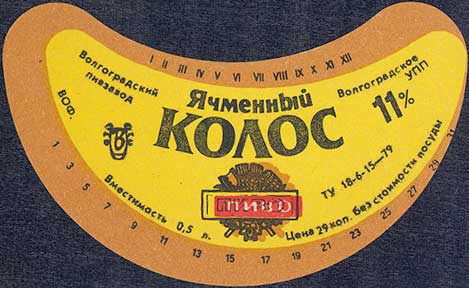 I II III IV V VI VII VIII IX X XI XII
Волгоградский
пивзавод
ВОФ.
Ячменный
КОЛОС
Волгоградское
УПП
11%
ПИВО
Вместимость 0,5 л.
ТУ 18-6-15—79
Цена 29 коп. без стоимости посуды
1 3 5 7 9 11 13 15 17 19 21 23 25 27 29 31